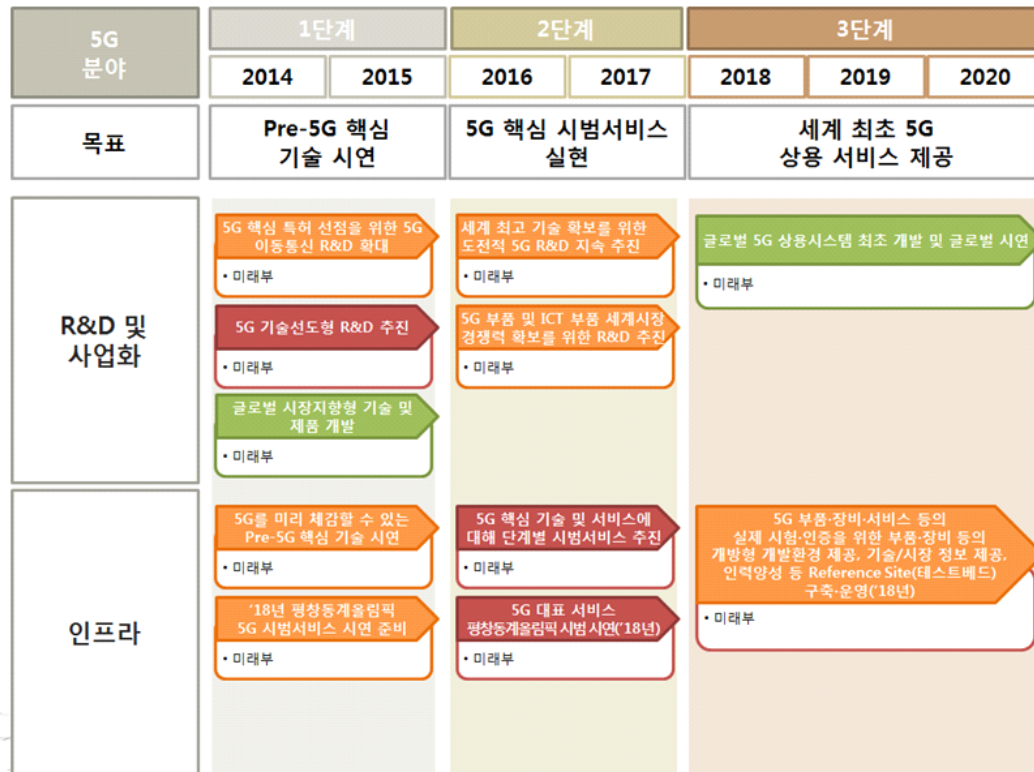 5G
분야
1단계
2단계
3단계
2014
2015
2016
2017
2018
2019
2020
목표
Pre-5G 핵심
기술 시연
5G 핵심 시범서비스
실현
세계 최초 5G
상용 서비스 제공
R&D 및
사업화
5G 핵심 특허 선점을 위한 5G
이동통신 R&D 확대
• 미래부
5G 기술선도형 R&D 추진
• 미래부
글로벌 시장지향형 기술 및
제품 개발
• 미래부
세계 최고 기술 확보를 위한
도전적 5G R&D 지속 추진
• 미래부
5G 부품 및 ICT 부품 세계시장
경쟁력 확보를 위한 R&D 추진
• 미래부
글로벌 5G 상용시스템 최초 개발 및 글로벌 시연
• 미래부
인프라
5G를 미리 체감할 수 있는
Pre-5G 핵심 기술 시연
• 미래부
'18년 평창동계올림픽
5G 시범서비스 시연 준비
• 미래부
5G 핵심 기술 및 서비스에
대해 단계별 시범서비스 추진
• 미래부
5G 대표 서비스
평창동계올림픽 시범 시연('18년)
• 미래부
5G 부품·장비·서비스 등의
실제 시험·인증을 위한 부품·장비 등의
개방형 개발환경 제공, 기술/시장 정보 제공,
인력양성 등 Reference Site(테스트베드)
구축·운영('18년)
• 미래부